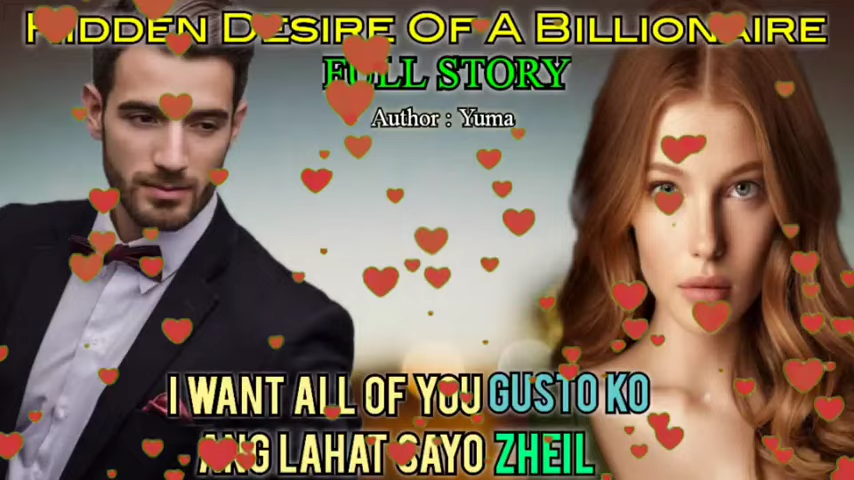 HIDDEN DESIRE OF A BILLIONAIRE
FULL STORY
Author : Yuma
I WANT ALL OF YOU GUSTO KO
ANG LAHAT SAYO ZHEIL